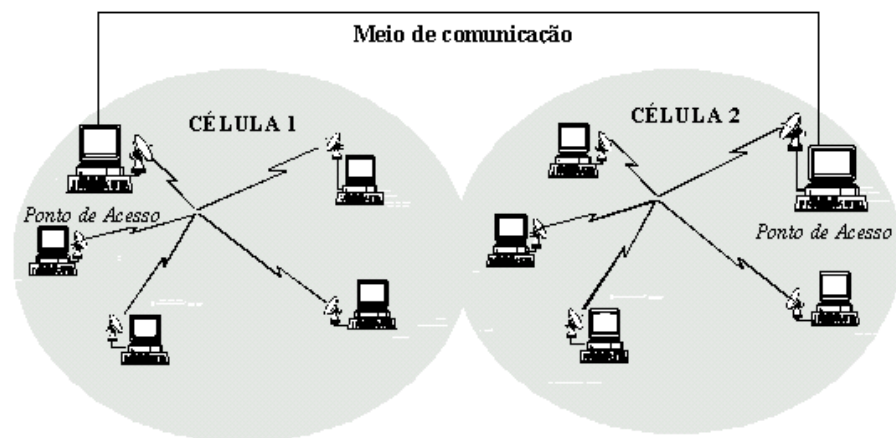 Meio de comunicação
CÉLULA 1
CÉLULA 2
Ponto de Acesso
Ponto de Acesso